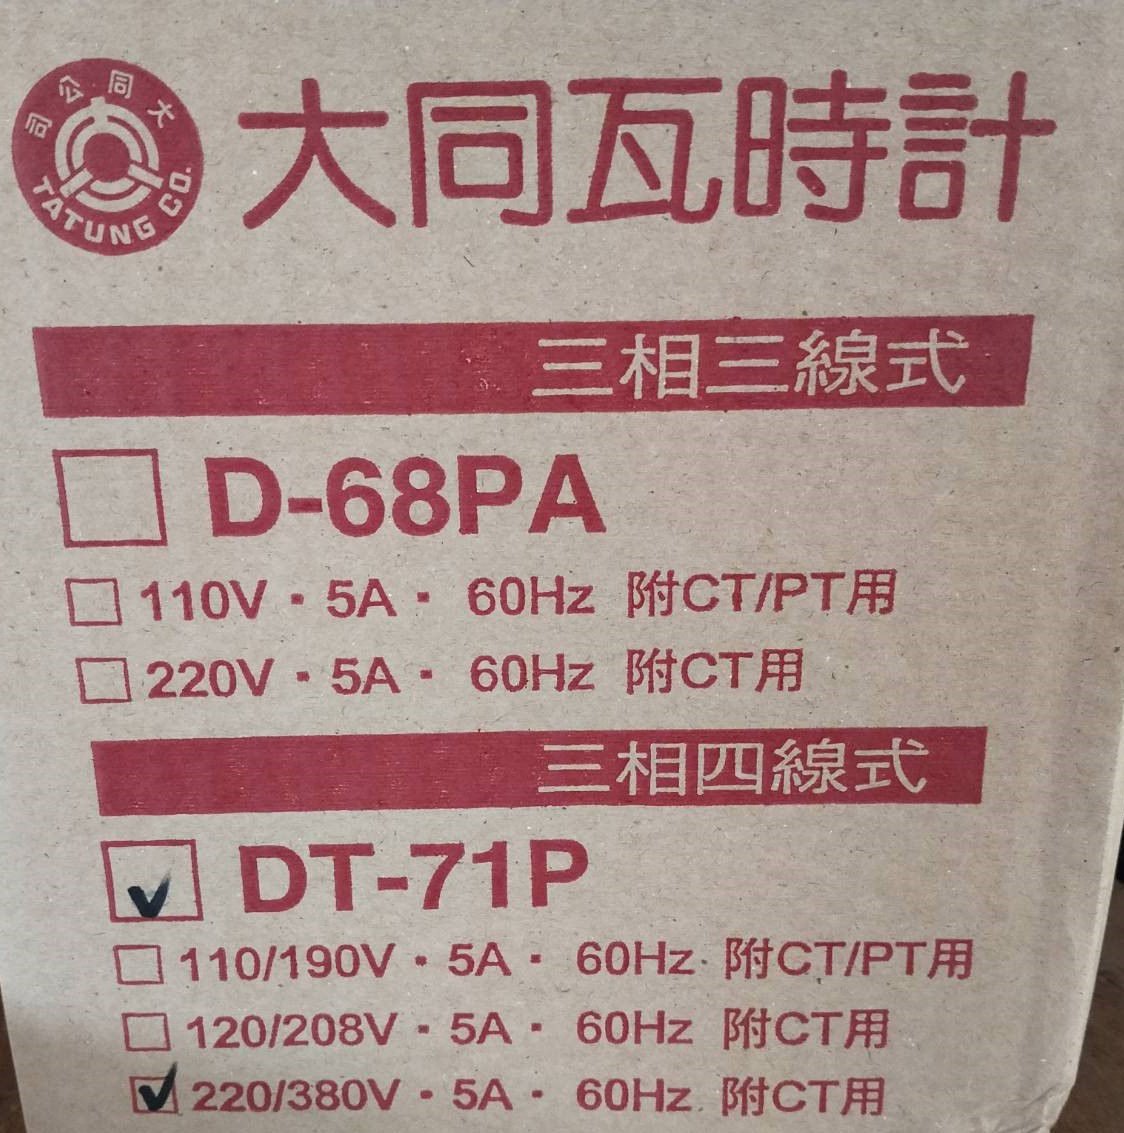 大同公司
TATUNG CO.
大同瓦時計
三相三線式
D-68PA
110V・5A・ 60Hz 附CT/PT用
220V・5A・ 60Hz 附CT用
三相四線式
DT-71P
110/190V・5A・ 60Hz 附CT/PT用
120/208V・5A・ 60Hz 附CT用
220/380V・5A・ 60Hz 附CT用